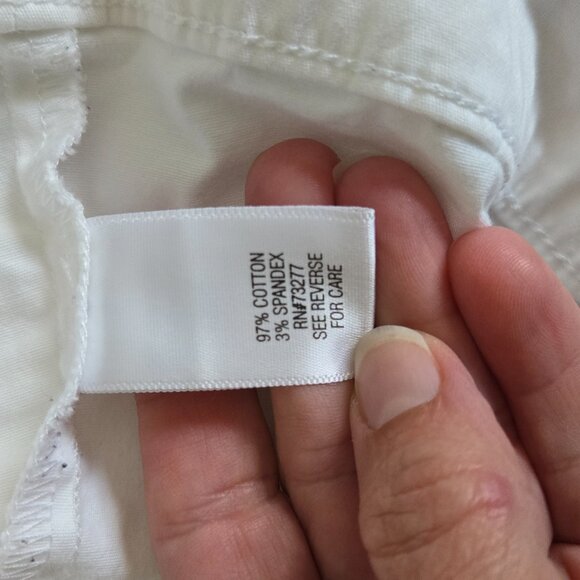 97% COTTON
3% SPANDEX
RN#73277
SEE REVERSE
FOR CARE